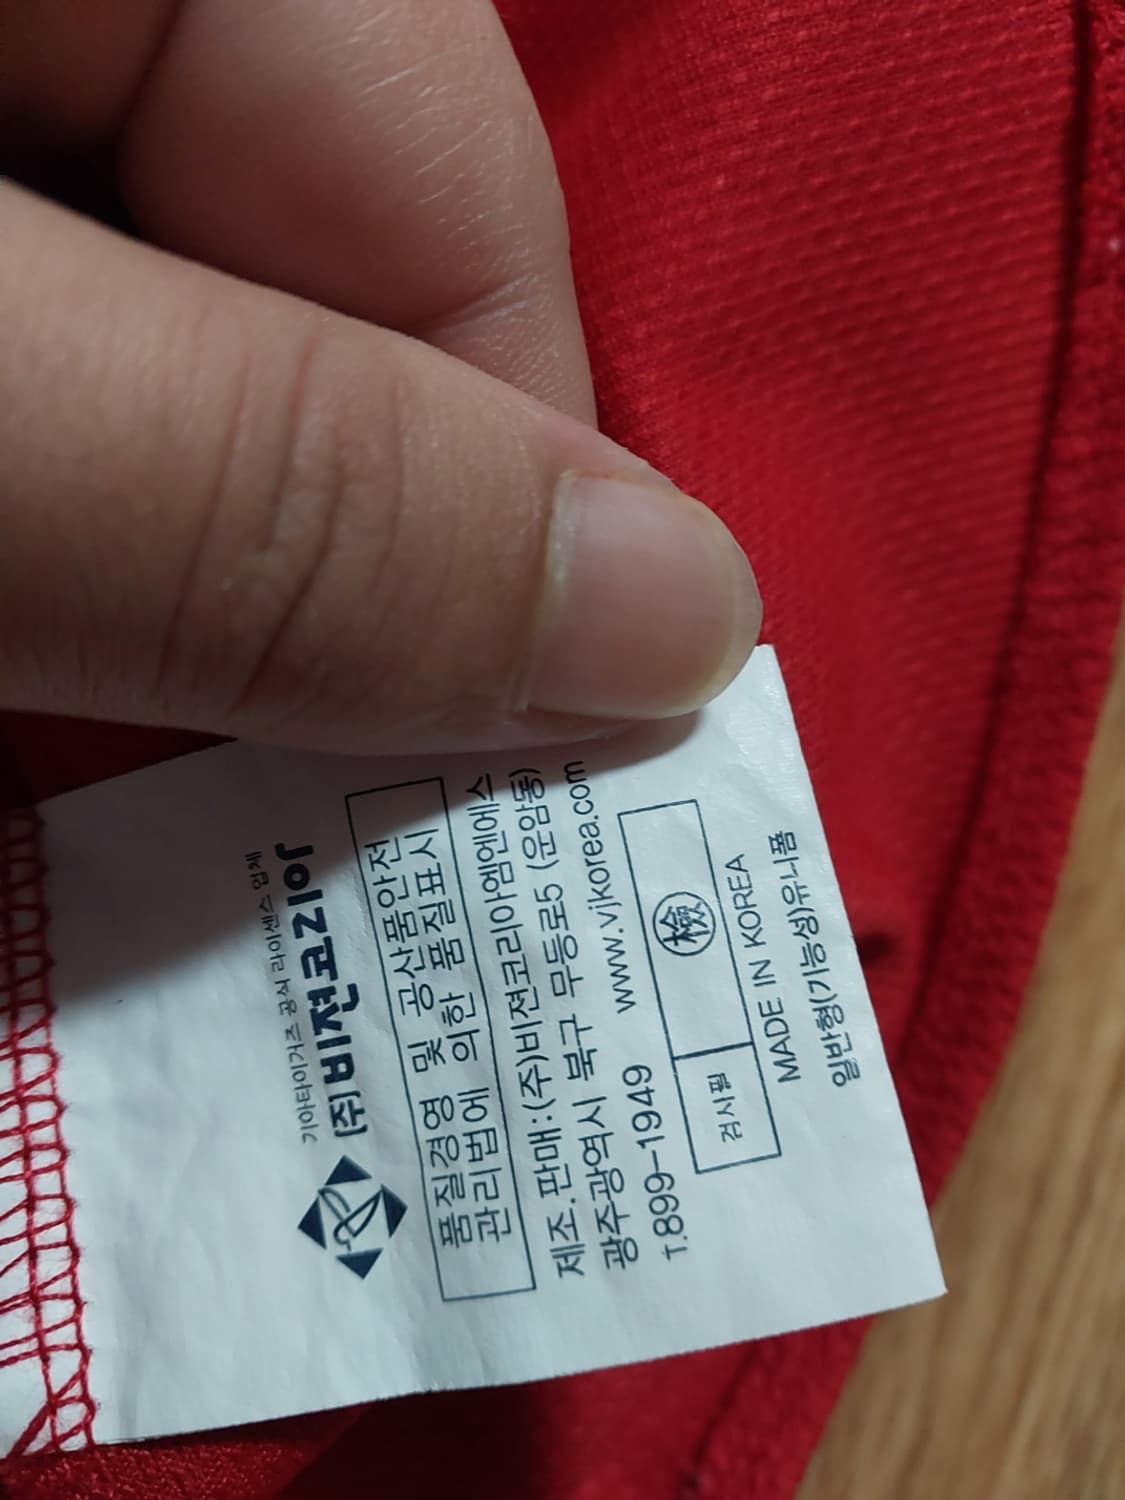 기아타이거즈 공식 라이센스 업체
(주)비젼코리아
품질경영 및 공산품안전
관리법에 의한 품질표시
제조.판매:(주)비젼코리아엠엔에스
광주광역시 북구 무등로5 (운암동)
t.899-1949 www.vjkorea.com
검사필 檢
MADE IN KOREA
일반형(기능성)유니폼